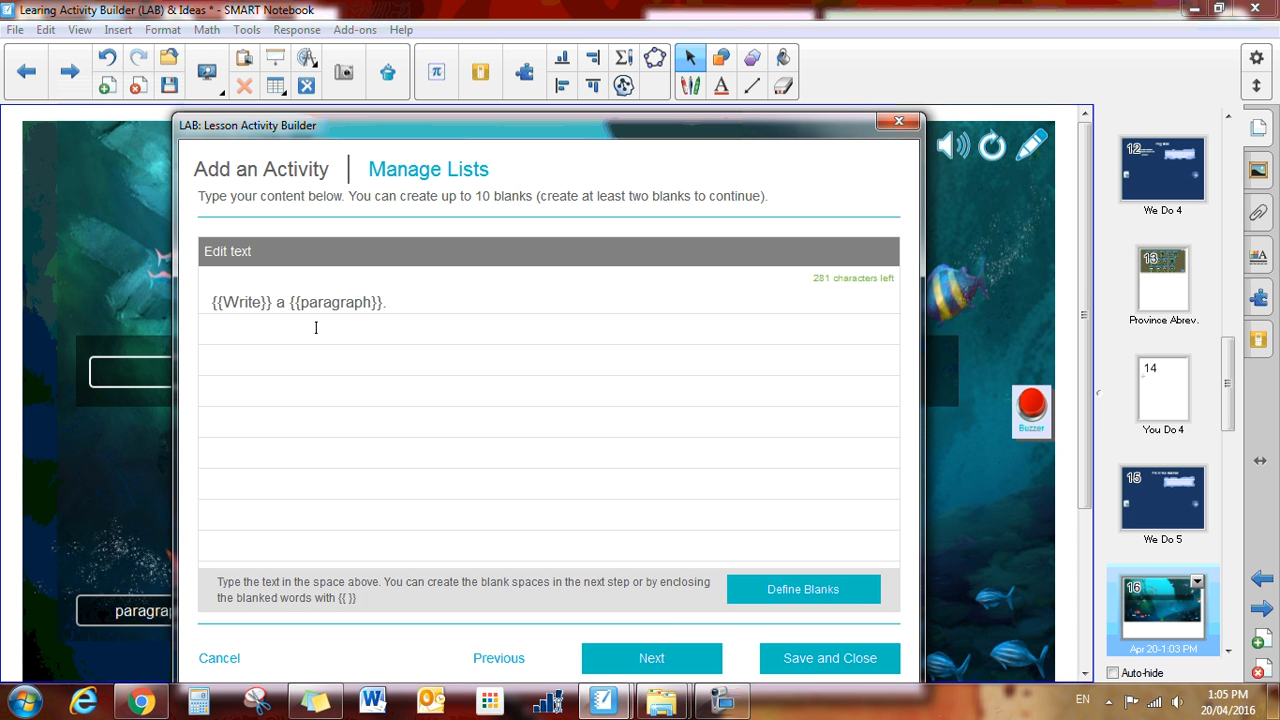 Learing Activity Builder (LAB) & Ideas * - SMART Notebook
File Edit View Insert Format Math Tools Response Add-ons Help
LAB: Lesson Activity Builder
Add an Activity | Manage Lists
Type your content below. You can create up to 10 blanks (create at least two blanks to continue).
Edit text
281 characters left
{{Write}} a {{paragraph}}.
Type the text in the space above. You can create the blank spaces in the next step or by enclosing
the blanked words with {{ }}
Define Blanks
Cancel
Previous
Next
Save and Close
paragrap
Buzzer
12
We Do 4
13
Province Abrev.
14
You Do 4
15
We Do 5
16
Apr 20-1:03 PM
Auto-hide
EN
1:05 PM
20/04/2016